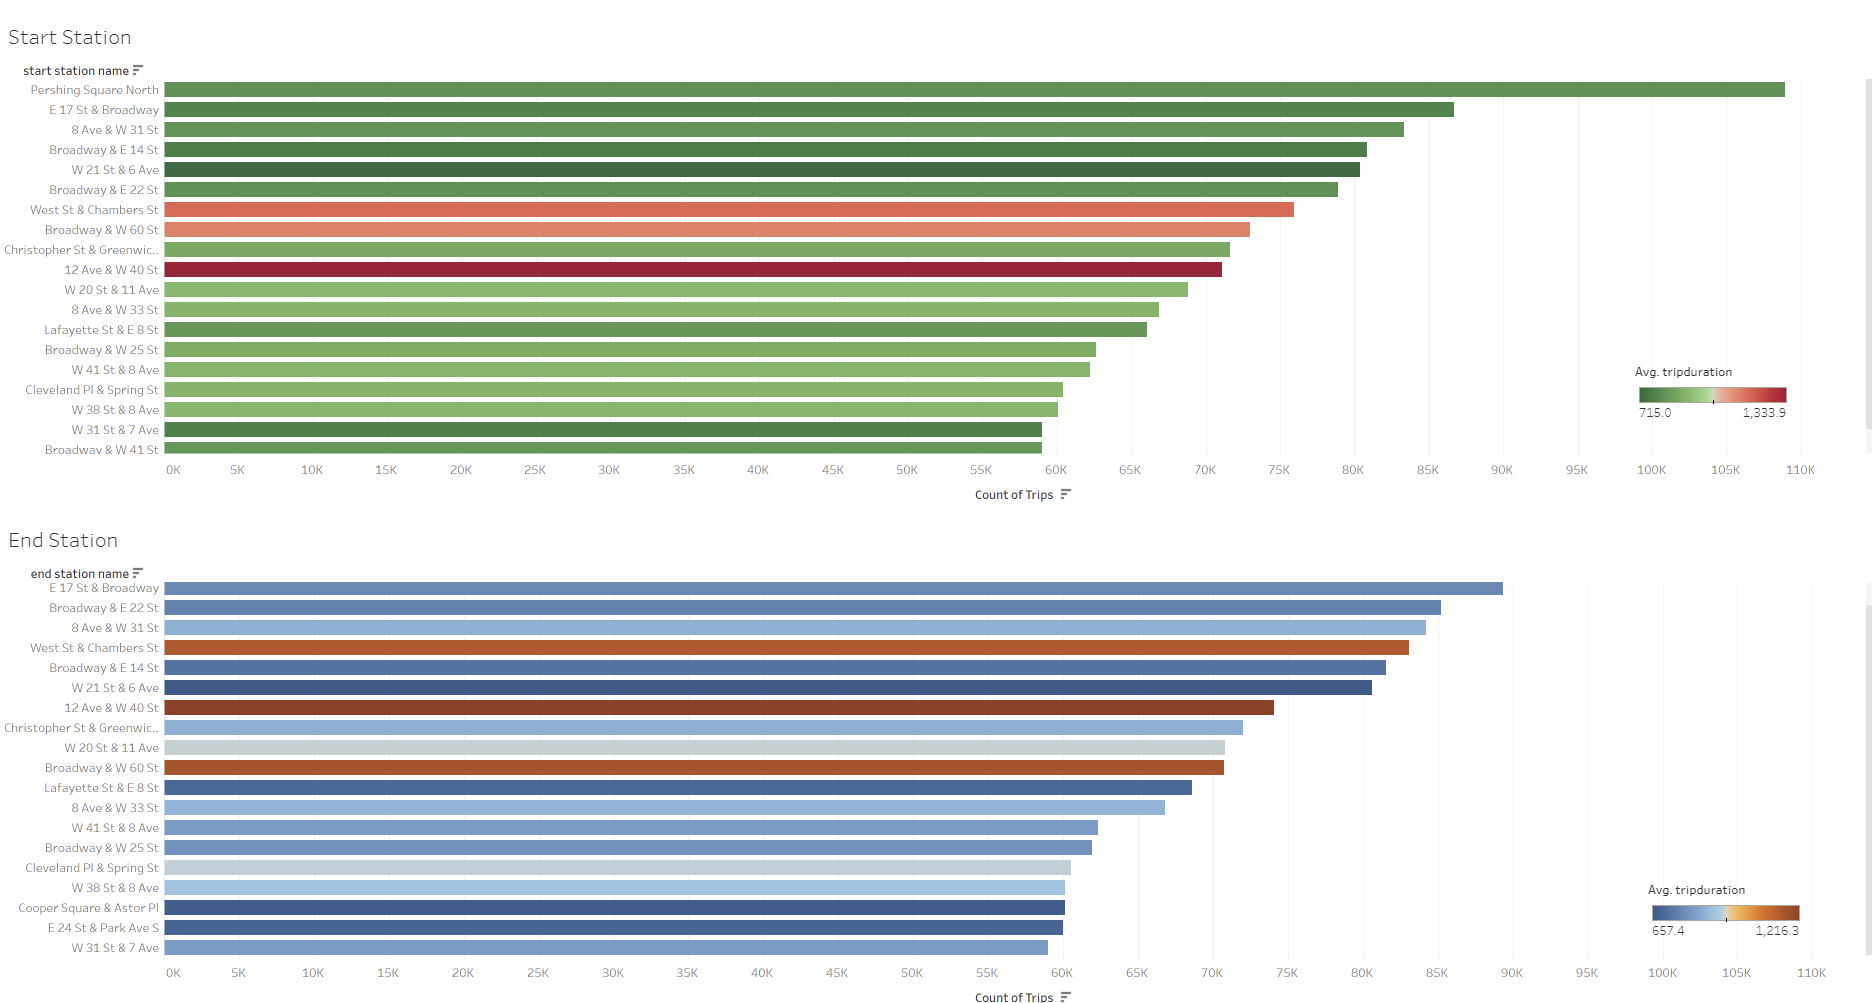 Start Station
start station name
Pershing Square North
E 17 St & Broadway
8 Ave & W 31 St
Broadway & E 14 St
W 21 St & 6 Ave
Broadway & E 22 St
West St & Chambers St
Broadway & W 60 St
Christopher St & Greenwic..
12 Ave & W 40 St
W 20 St & 11 Ave
8 Ave & W 33 St
Lafayette St & E 8 St
Broadway & W 25 St
W 41 St & 8 Ave
Cleveland Pl & Spring St
W 38 St & 8 Ave
W 31 St & 7 Ave
Broadway & W 41 St
Avg. tripduration
715.0 1,333.9
0K 5K 10K 15K 20K 25K 30K 35K 40K 45K 50K 55K 60K 65K 70K 75K 80K 85K 90K 95K 100K 105K 110K
Count of Trips
End Station
end station name
E 17 St & Broadway
Broadway & E 22 St
8 Ave & W 31 St
West St & Chambers St
Broadway & E 14 St
W 21 St & 6 Ave
12 Ave & W 40 St
Christopher St & Greenwic..
W 20 St & 11 Ave
Broadway & W 60 St
Lafayette St & E 8 St
8 Ave & W 33 St
W 41 St & 8 Ave
Broadway & W 25 St
Cleveland Pl & Spring St
W 38 St & 8 Ave
Cooper Square & Astor Pl
E 24 St & Park Ave S
W 31 St & 7 Ave
Avg. tripduration
657.4 1,216.3
0K 5K 10K 15K 20K 25K 30K 35K 40K 45K 50K 55K 60K 65K 70K 75K 80K 85K 90K 95K 100K 105K 110K
Count of Trips